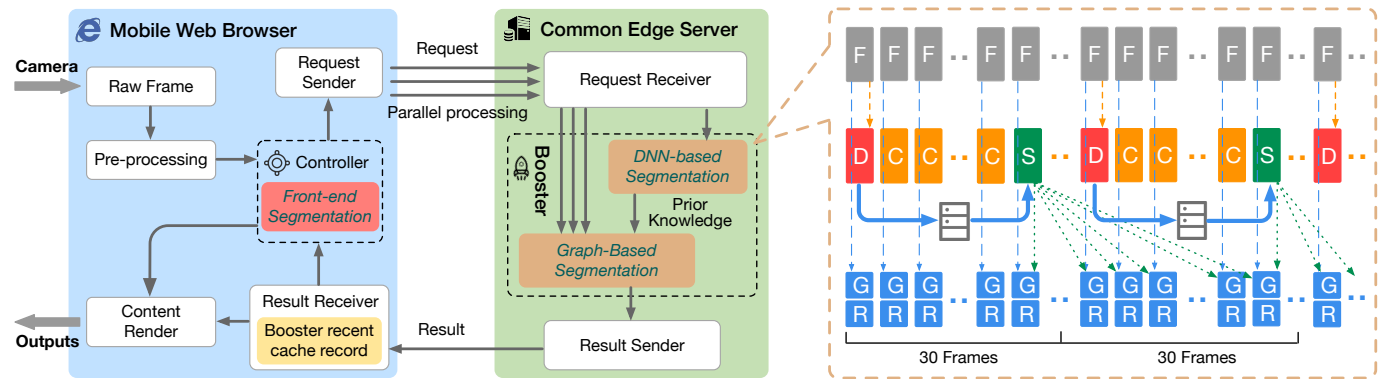 Mobile Web Browser
Camera
Raw Frame
Pre-processing
Request
Sender
Controller
Front-end
Segmentation
Content
Render
Outputs
Result Receiver
Booster recent
cache record
Request
Parallel processing
Result
Common Edge Server
Request Receiver
Booster
DNN-based
Segmentation
Prior
Knowledge
Graph-Based
Segmentation
Result Sender
F F F ·· F F ·· F F F ·· F F ·· F ··
D C C ·· C S ·· D C C ·· C S ·· D ··
G G G ·· G G ·· G G G ·· G G ·· G ··
R R R R R R R R R R R
30 Frames 30 Frames